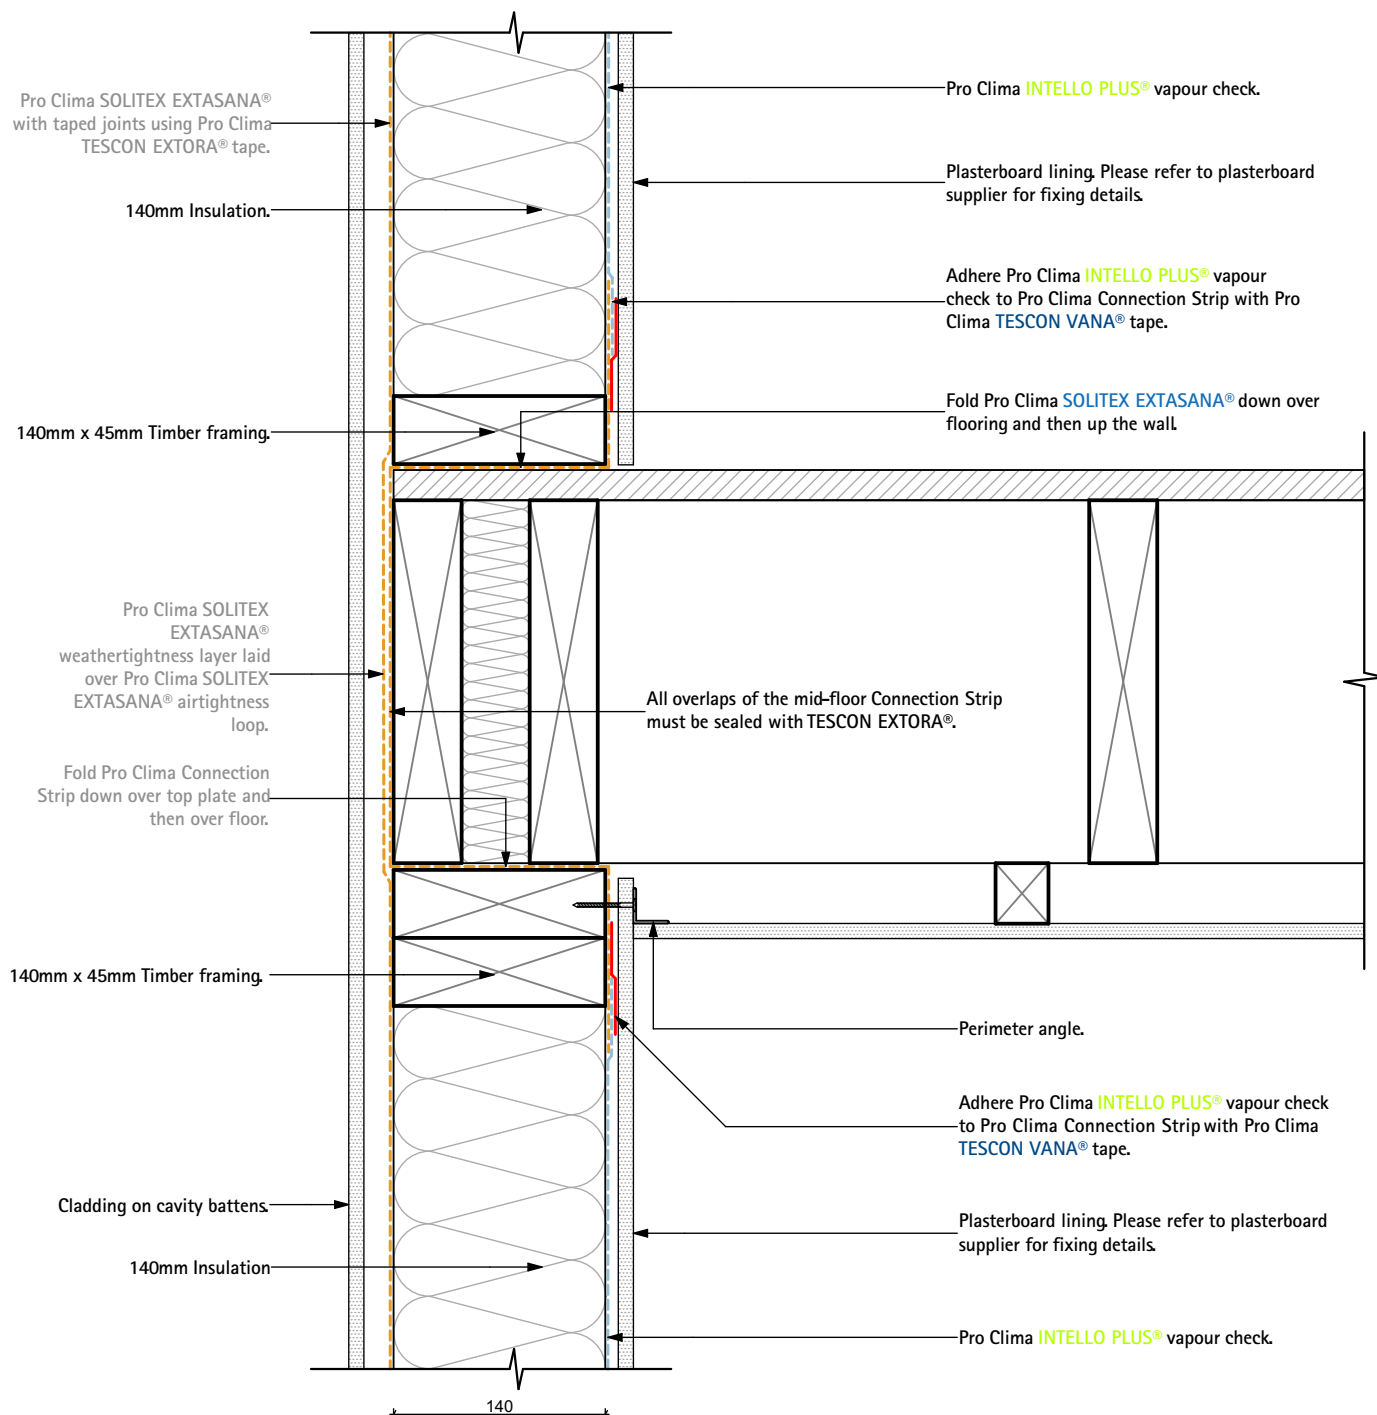 Pro Clima SOLITEX EXTASANA®
with taped joints using Pro Clima
TESCON EXTORA® tape.
140mm Insulation.
140mm x 45mm Timber framing.
Pro Clima SOLITEX
EXTASANA®
weathertightness layer laid
over Pro Clima SOLITEX
EXTASANA® airtightness
loop.
Fold Pro Clima Connection
Strip down over top plate and
then over floor.
140mm x 45mm Timber framing.
Cladding on cavity battens.
140mm Insulation
Pro Clima INTELLO PLUS® vapour check.
Plasterboard lining. Please refer to plasterboard
supplier for fixing details.
Adhere Pro Clima INTELLO PLUS® vapour
check to Pro Clima Connection Strip with Pro
Clima TESCON VANA® tape.
Fold Pro Clima SOLITEX EXTASANA® down over
flooring and then up the wall.
All overlaps of the mid-floor Connection Strip
must be sealed with TESCON EXTORA®.
Perimeter angle.
Adhere Pro Clima INTELLO PLUS® vapour check
to Pro Clima Connection Strip with Pro Clima
TESCON VANA® tape.
Plasterboard lining. Please refer to plasterboard
supplier for fixing details.
Pro Clima INTELLO PLUS® vapour check.
140